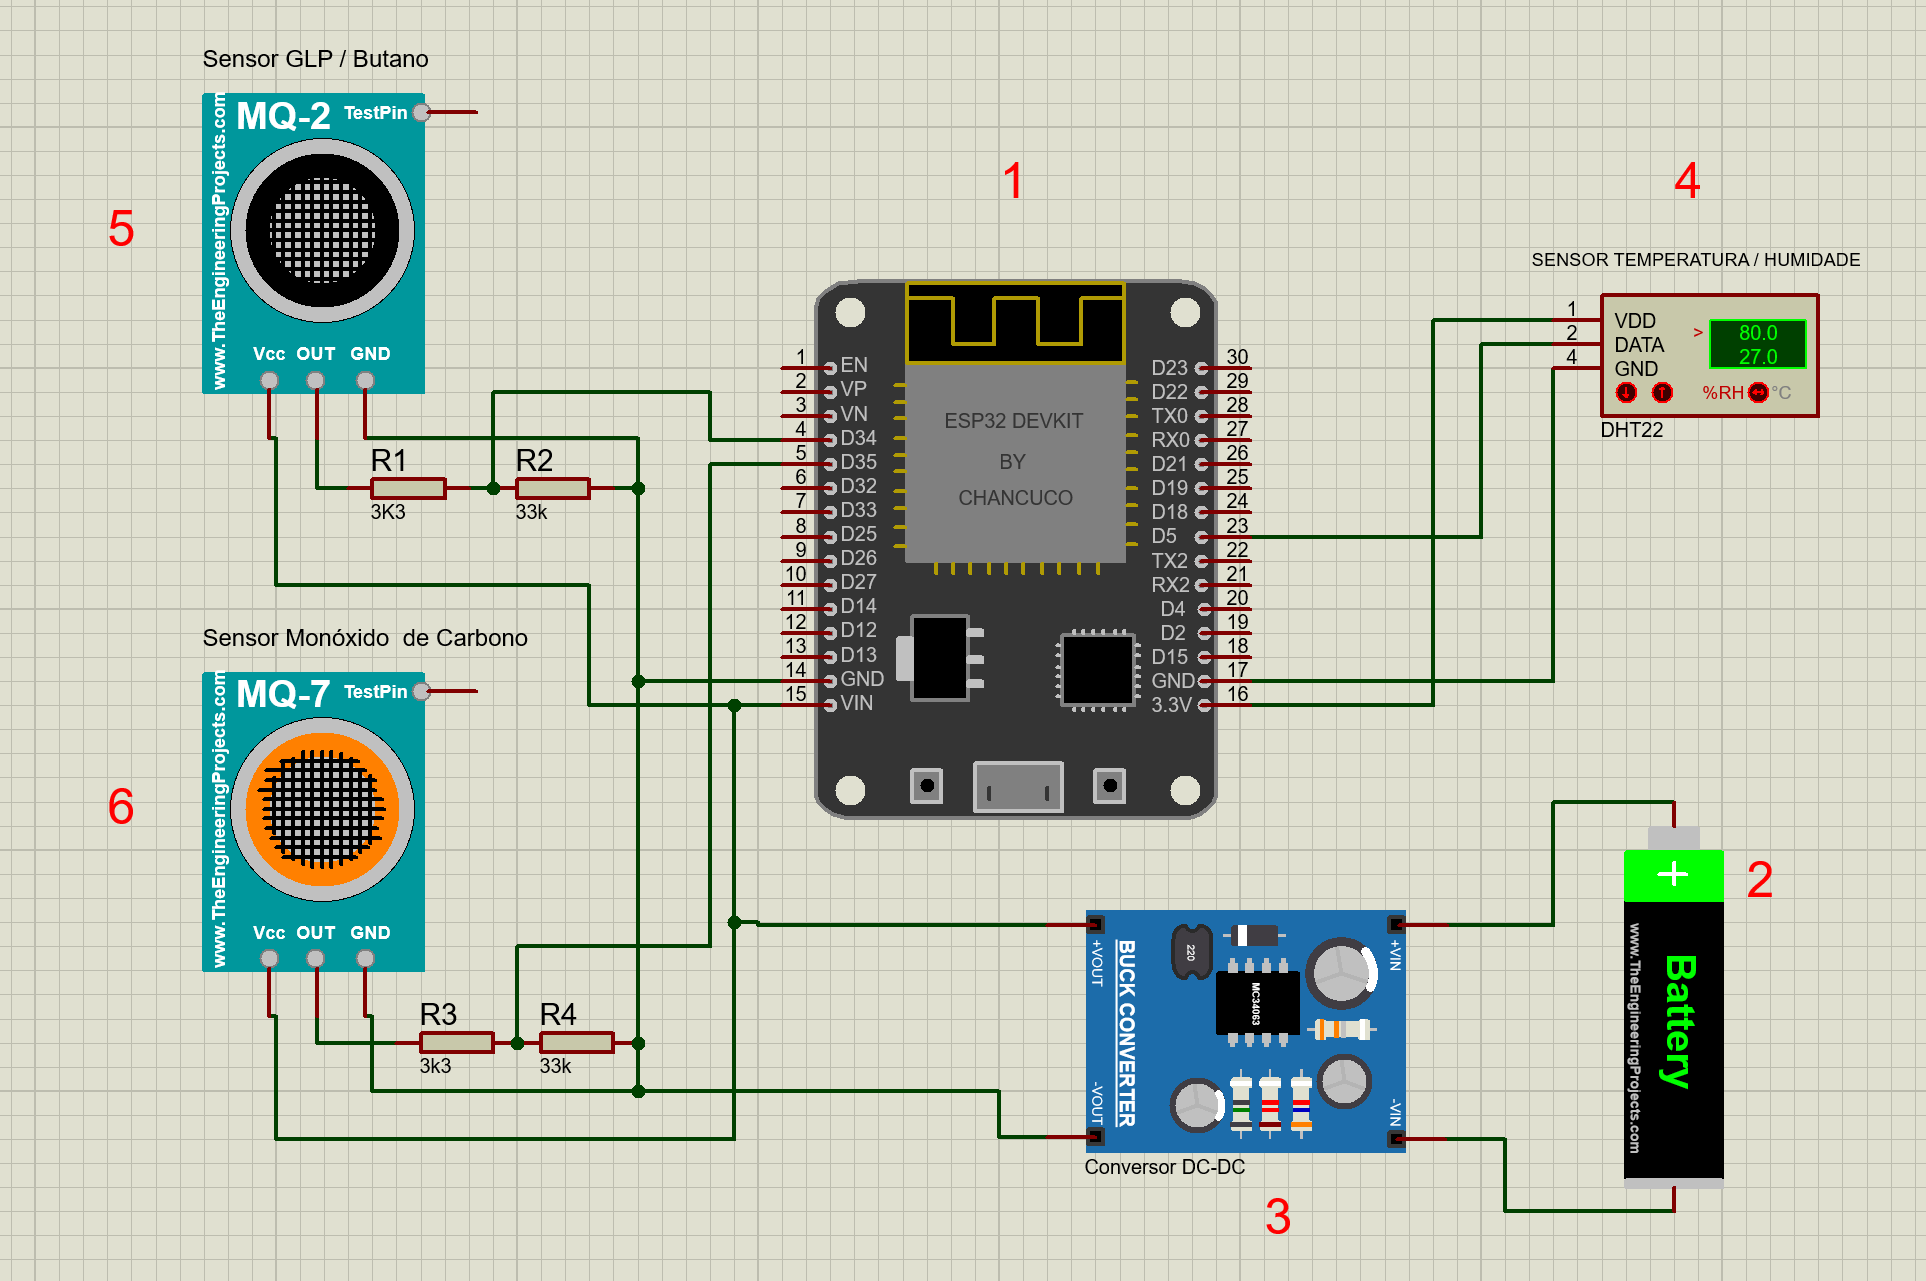 Sensor GLP / Butano
MQ-2
TestPin
www.TheEngineeringProjects.com
Vcc OUT GND
5
R1
3K3
R2
33k
Sensor Monóxido de Carbono
MQ-7
TestPin
www.TheEngineeringProjects.com
Vcc OUT GND
6
R3
3k3
R4
33k
1
ESP32 DEVKIT
BY
CHANCUCO
1 EN
2 VP
3 VN
4 D34
5 D35
6 D32
7 D33
8 D25
9 D26
10 D27
11 D14
12 D12
13 D13
14 GND
15 VIN
D23 30
D22 29
TX0 28
RX0 27
D21 26
D19 25
D18 24
D5 23
TX2 22
RX2 21
D4 20
D2 19
D15 18
GND 17
3.3V 16
4
SENSOR TEMPERATURA / HUMIDADE
1 VDD
2 DATA
4 GND
>
80.0
27.0
%RH °C
DHT22
+VOUT
-VOUT
BUCK CONVERTER
220
MC34063
+VIN
-VIN
Conversor DC-DC
3
2
+
Battery
www.TheEngineeringProjects.com